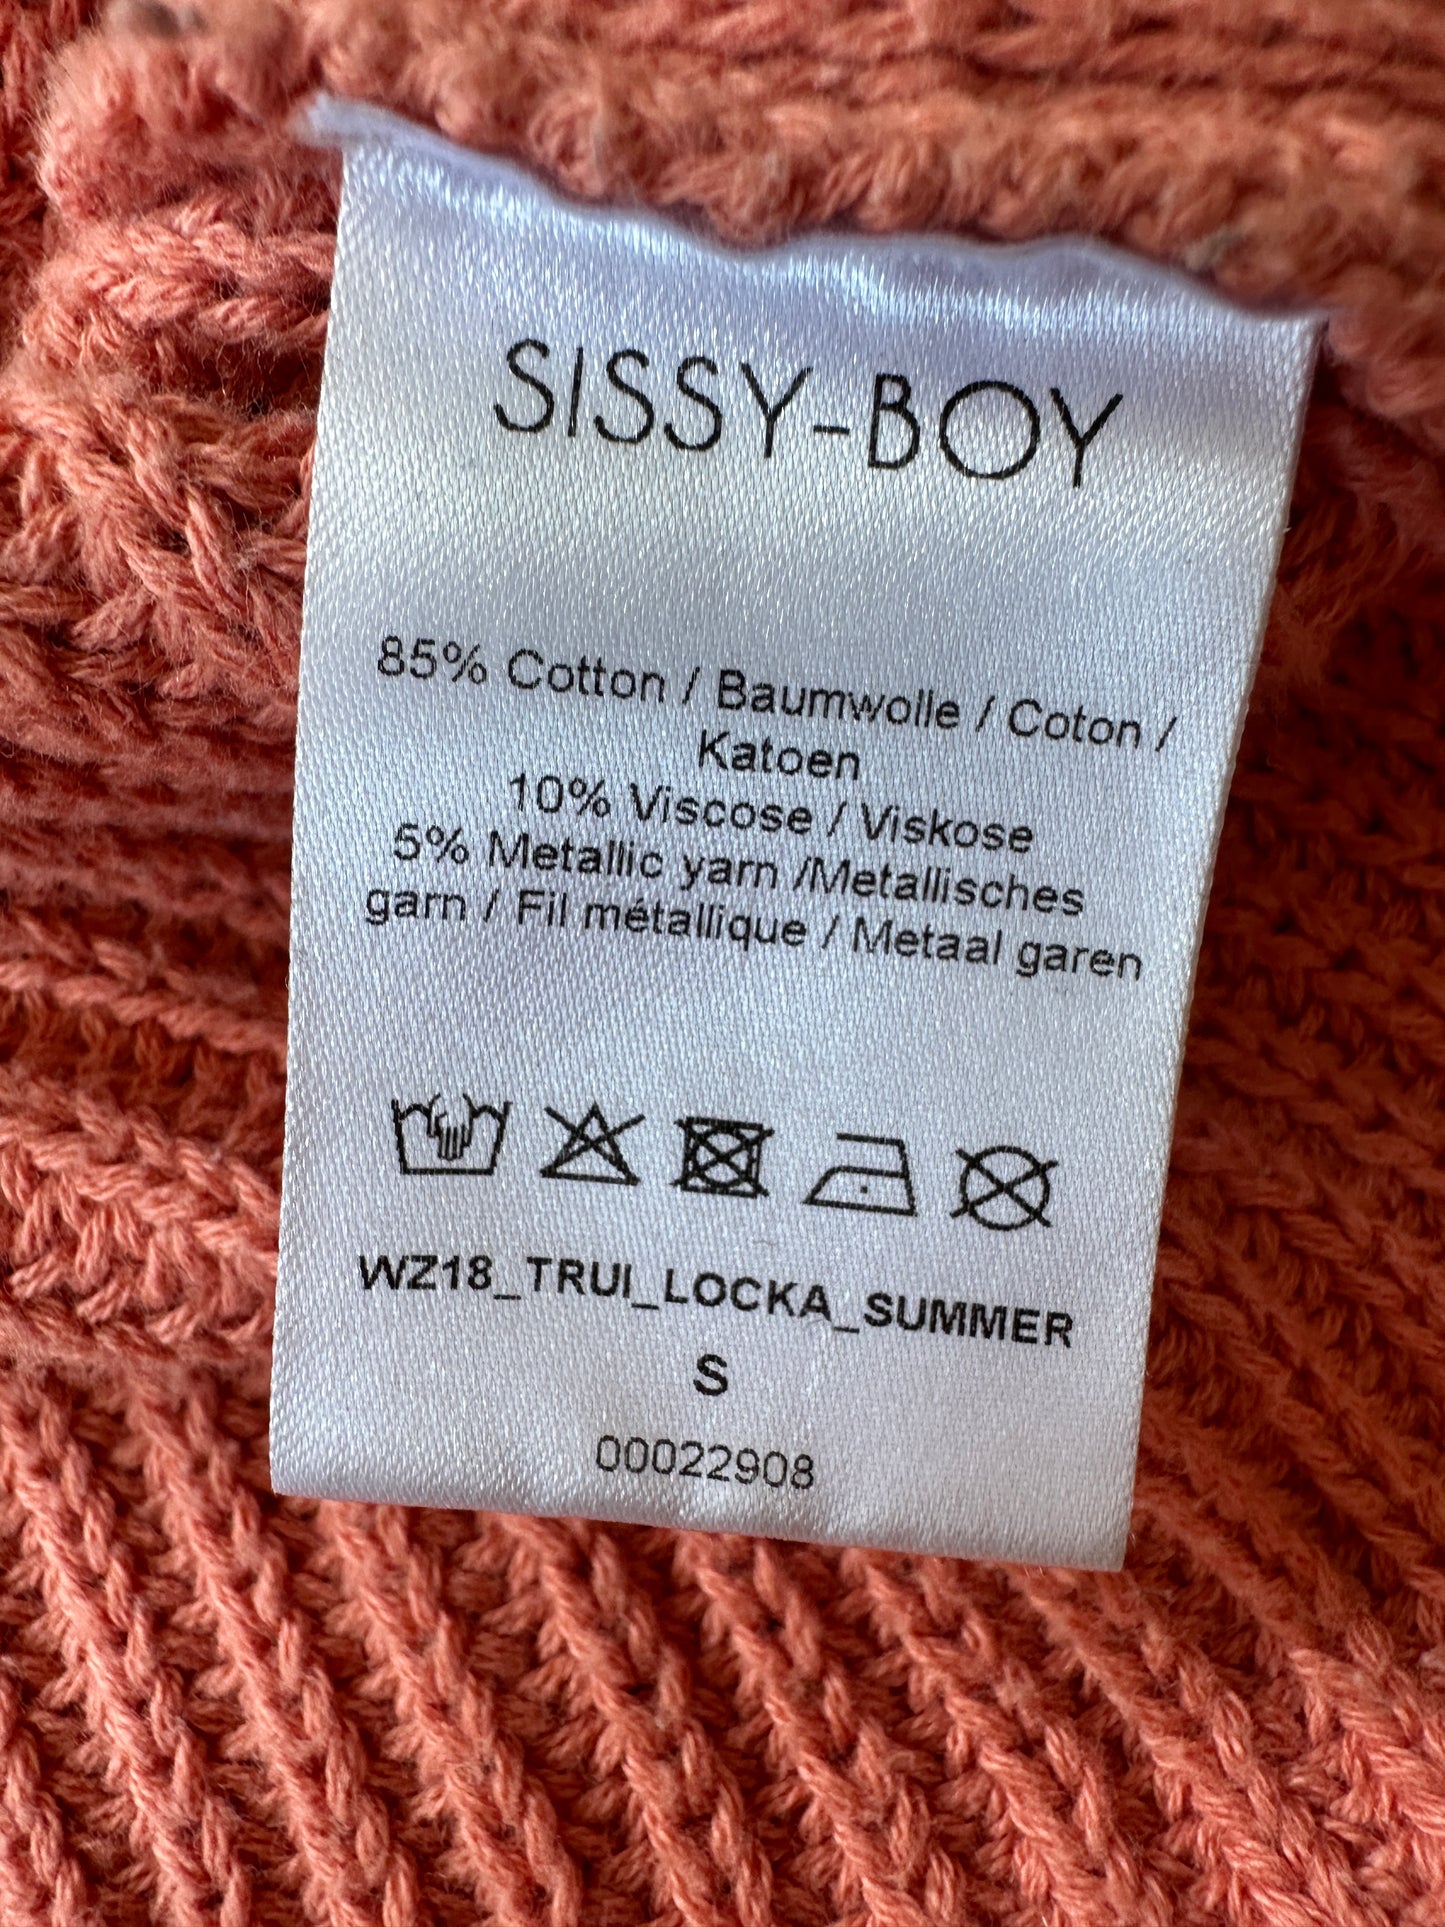 SISSY-BOY
85% Cotton / Baumwolle / Coton /
Katoen
10% Viscose / Viskose
5% Metallic yarn /Metallisches
garn / Fil métallique / Metaal garen
WZ18_TRUI_LOCKA_SUMMER
S
00022908